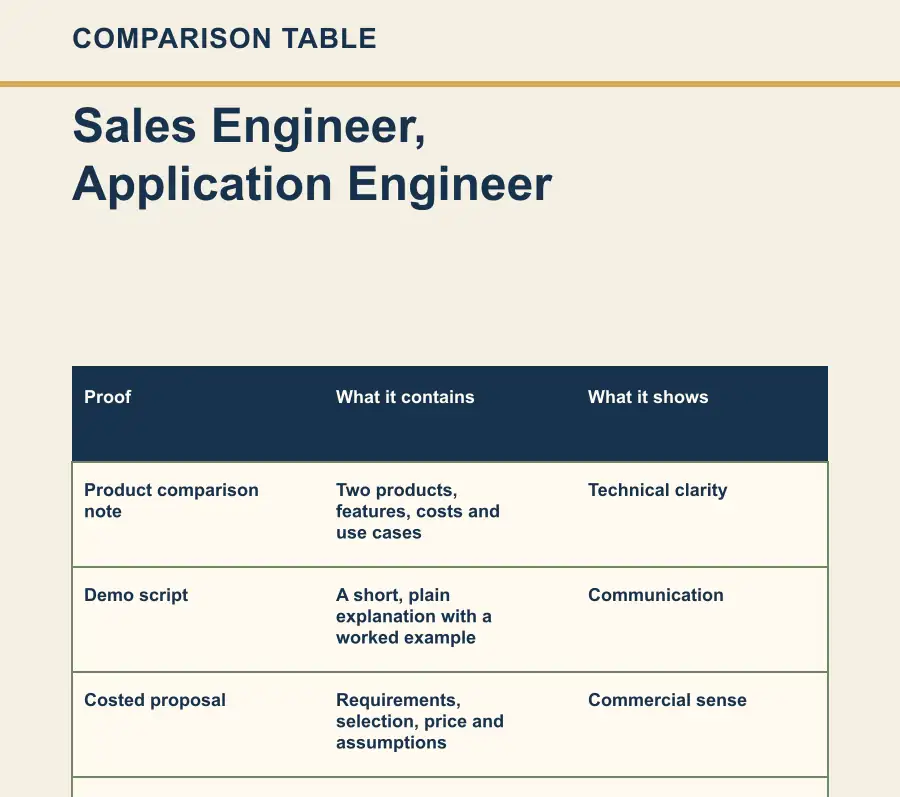 COMPARISON TABLE
Sales Engineer,
Application Engineer
Proof
What it contains
What it shows
Product comparison
note
Two products,
features, costs and
use cases
Technical clarity
Demo script
A short, plain
explanation with a
worked example
Communication
Costed proposal
Requirements,
selection, price and
assumptions
Commercial sense